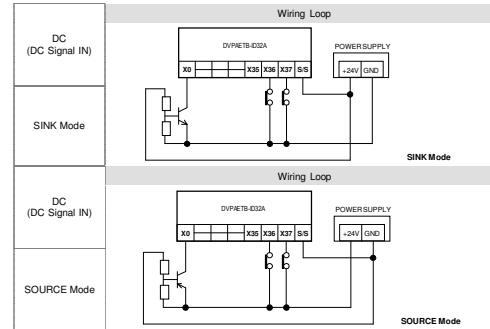 DC
(DC Signal IN)
Wiring Loop
DVPAETB-ID32A
X0 X35 X36 X37 S/S
POWER SUPPLY
+24V GND
SINK Mode
SINK Mode
DC
(DC Signal IN)
Wiring Loop
DVPAETB-ID32A
X0 X35 X36 X37 S/S
POWER SUPPLY
+24V GND
SOURCE Mode
SOURCE Mode